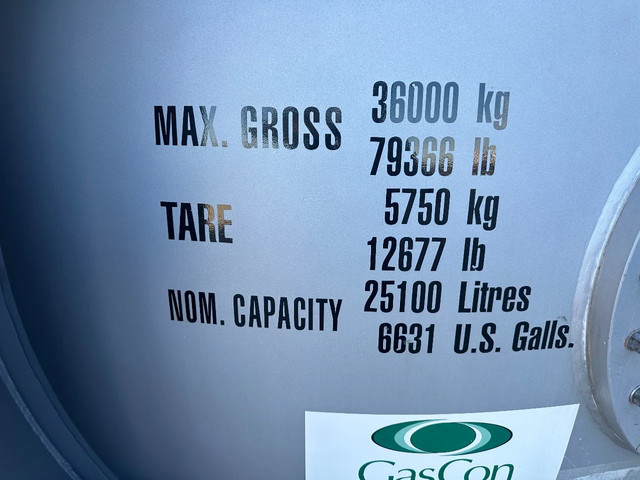 MAX. GROSS 36000 kg
79366 lb
TARE 5750 kg
12677 lb
NOM. CAPACITY 25100 Litres
6631 U.S. Galls.
GasCon